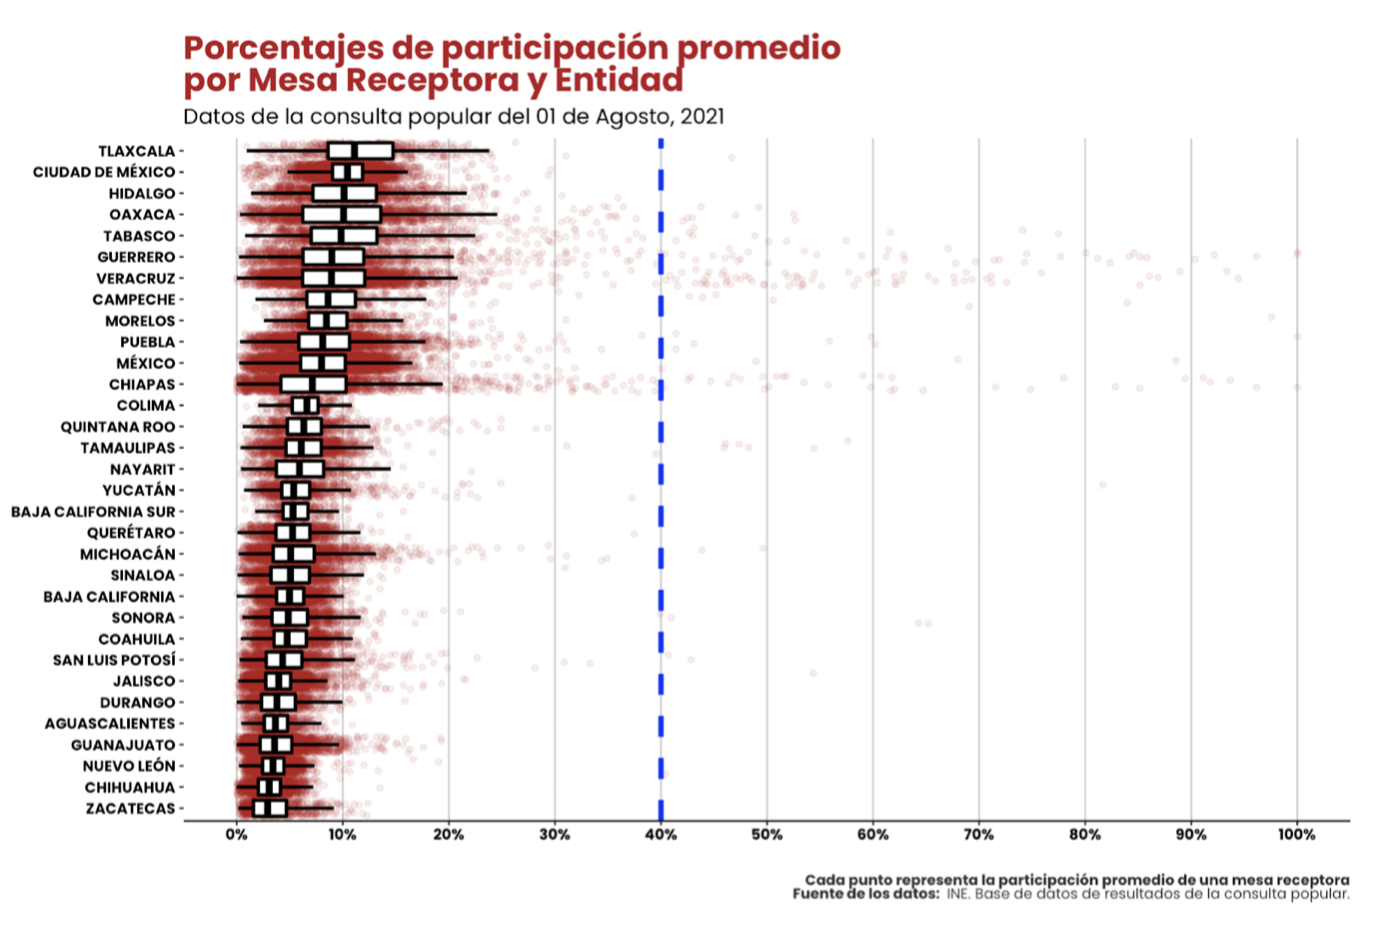 Porcentajes de participación promedio
por Mesa Receptora y Entidad
Datos de la consulta popular del 01 de Agosto, 2021
TLAXCALA
CIUDAD DE MÉXICO
HIDALGO
OAXACA
TABASCO
GUERRERO
VERACRUZ
CAMPECHE
MORELOS
PUEBLA
MÉXICO
CHIAPAS
COLIMA
QUINTANA ROO
TAMAULIPAS
NAYARIT
YUCATÁN
BAJA CALIFORNIA SUR
QUERÉTARO
MICHOACÁN
SINALOA
BAJA CALIFORNIA
SONORA
COAHUILA
SAN LUIS POTOSÍ
JALISCO
DURANGO
AGUASCALIENTES
GUANAJUATO
NUEVO LEÓN
CHIHUAHUA
ZACATECAS
0% 10% 20% 30% 40% 50% 60% 70% 80% 90% 100%
Cada punto representa la participación promedio de una mesa receptora
Fuente de los datos: INE. Base de datos de resultados de la consulta popular.